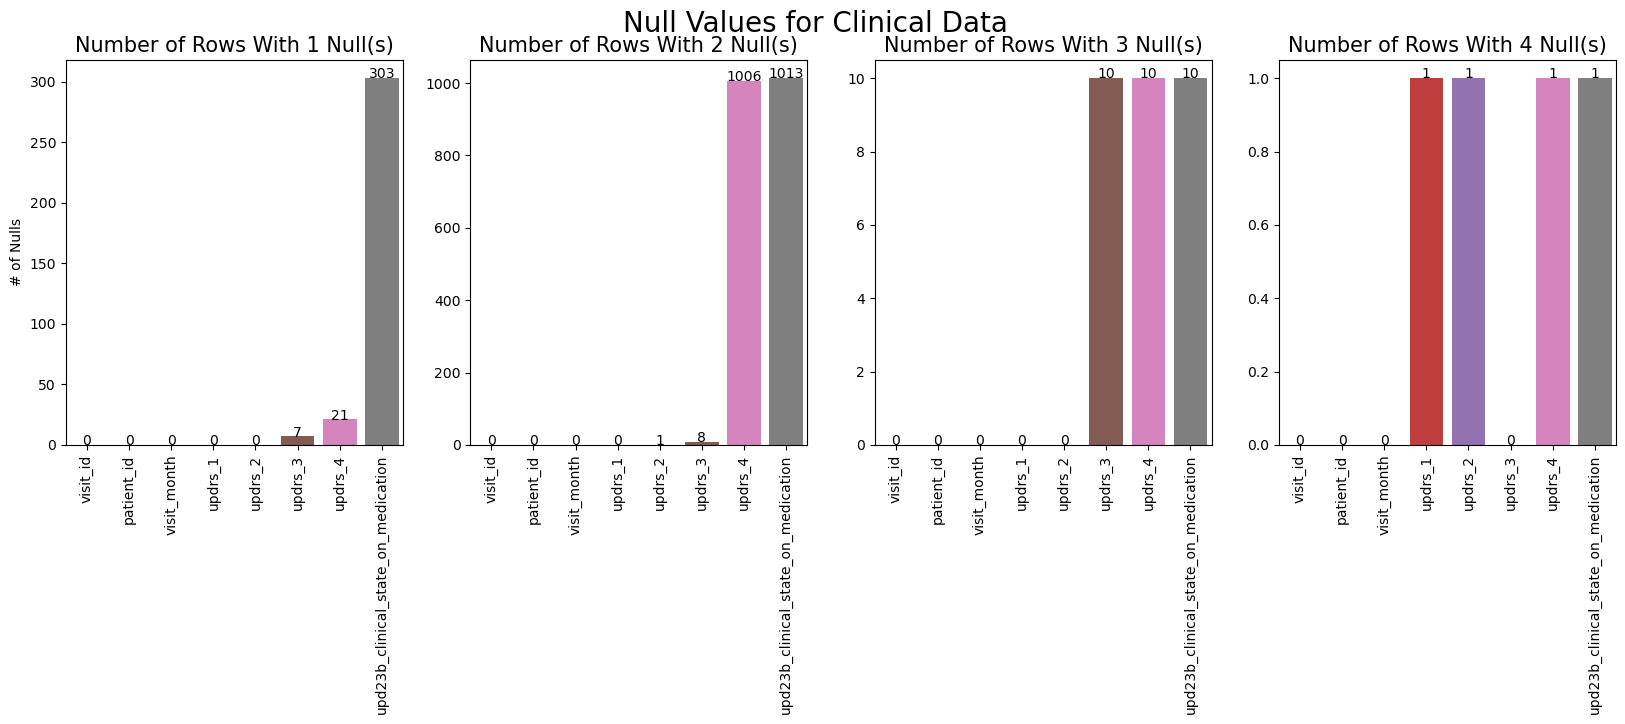 Null Values for Clinical Data
Number of Rows With 1 Null(s)
# of Nulls
300
250
200
150
100
50
0
0
0
0
0
0
7
21
303
visit_id
patient_id
visit_month
updrs_1
updrs_2
updrs_3
updrs_4
upd23b_clinical_state_on_medication
Number of Rows With 2 Null(s)
1000
800
600
400
200
0
0
0
0
0
1
8
1006
1013
visit_id
patient_id
visit_month
updrs_1
updrs_2
updrs_3
updrs_4
upd23b_clinical_state_on_medication
Number of Rows With 3 Null(s)
10
8
6
4
2
0
0
0
0
0
0
10
10
10
visit_id
patient_id
visit_month
updrs_1
updrs_2
updrs_3
updrs_4
upd23b_clinical_state_on_medication
Number of Rows With 4 Null(s)
1.0
0.8
0.6
0.4
0.2
0.0
0
0
0
1
1
0
1
1
visit_id
patient_id
visit_month
updrs_1
updrs_2
updrs_3
updrs_4
upd23b_clinical_state_on_medication